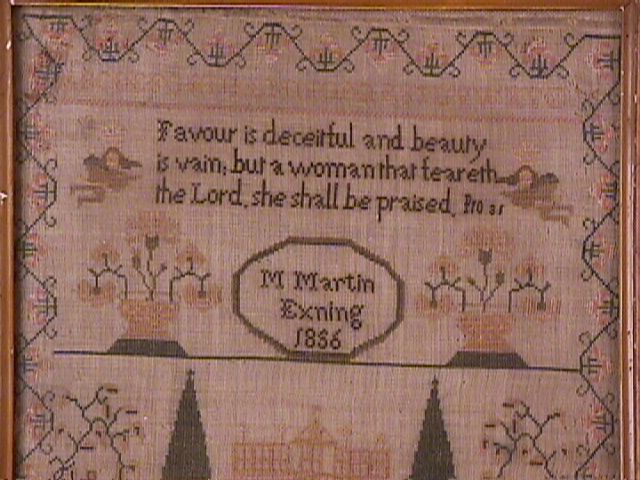 Favour is deceitful and beauty
is vain; but a woman that feareth
the Lord, she shall be praised. Pro 31
M Martin
Exning
1836